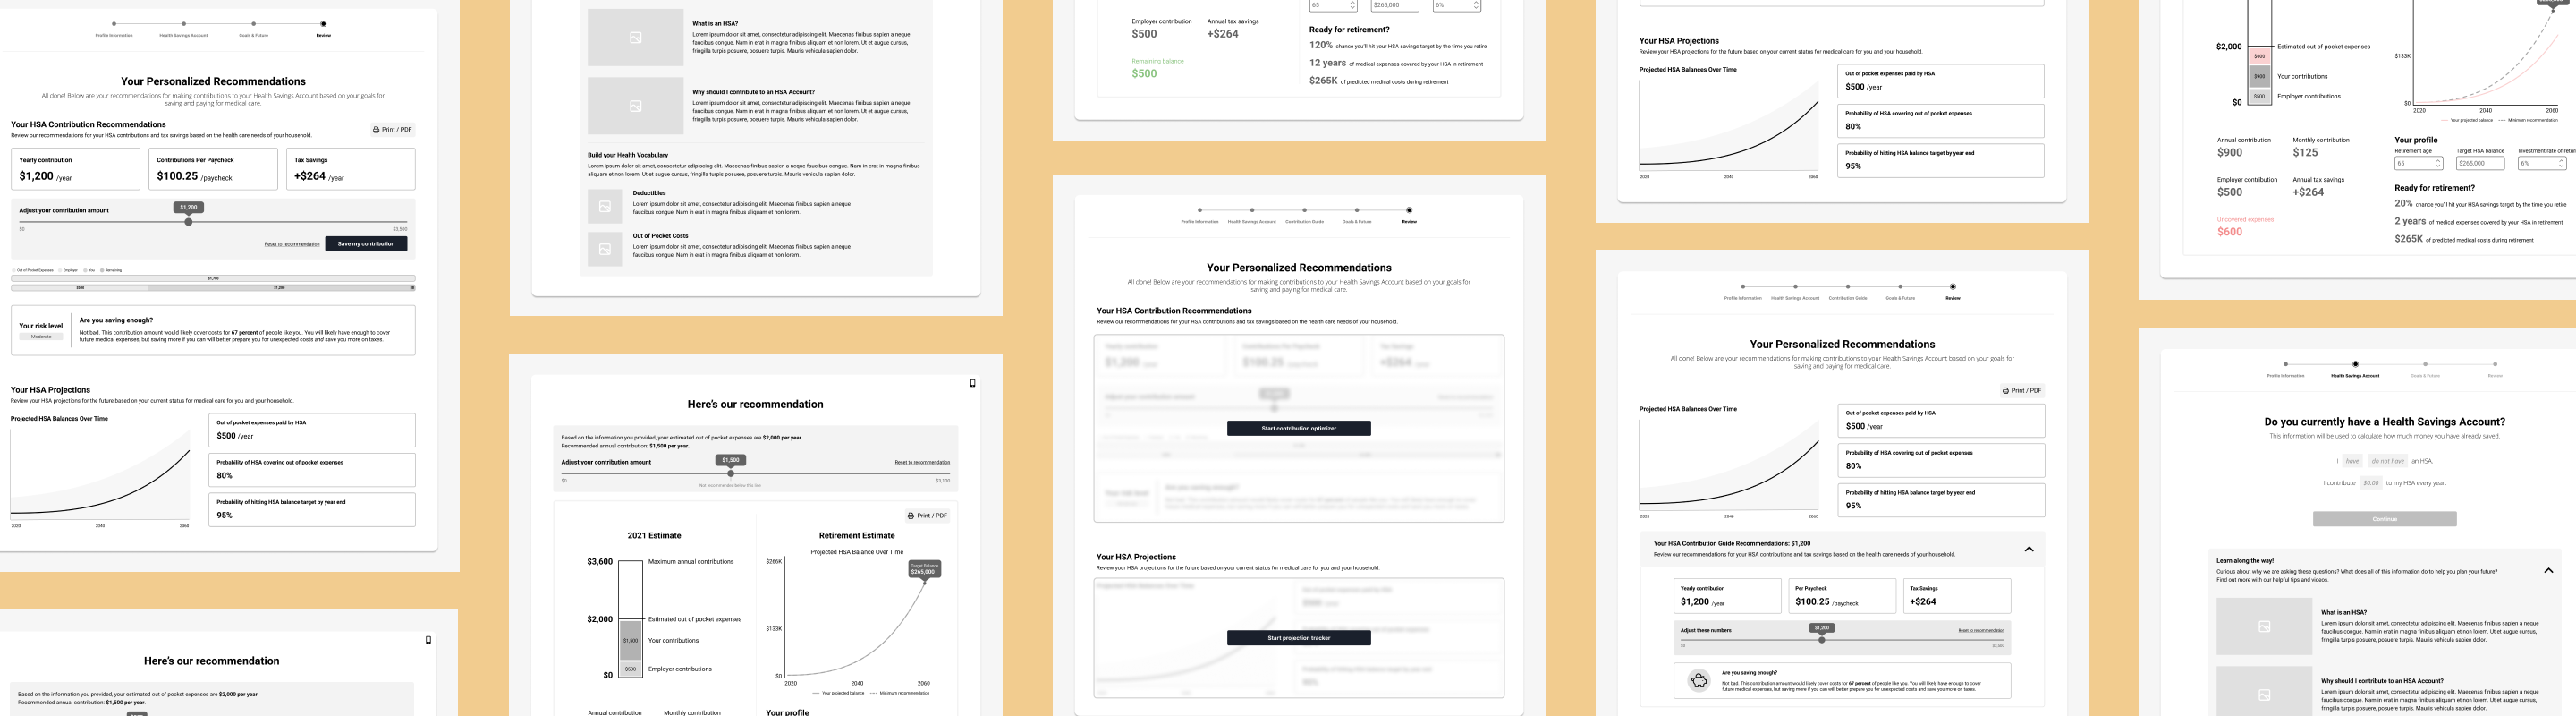 Profile Information
Health Savings Account
Goals & Future
Review
Your Personalized Recommendations
All done! Below are your recommendations for making contributions to your Health Savings Account based on your goals for
saving and paying for medical care.
Your HSA Contribution Recommendations
Review our recommendations for your HSA contributions and tax savings based on the health care needs of your household.
Print / PDF
Yearly contribution
$1,200 /year
Contributions Per Paycheck
$100.25 /paycheck
Tax Savings
+$264 /year
Adjust your contribution amount
$1,200
$0
$3,500
Reset to recommendation
Save my contribution
Out of Pocket Expenses
Employer
You
Remaining
$1,700
$500
$1,200
$0
Your risk level
Moderate
Are you saving enough?
Not bad. This contribution amount would likely cover costs for 67 percent of people like you. You will likely have enough to cover
future medical expenses, but saving more if you can will better prepare you for unexpected costs and save you more on taxes.
Your HSA Projections
Review your HSA projections for the future based on your current status for medical care for you and your household.
Projected HSA Balances Over Time
2020
2040
2060
Out of pocket expenses paid by HSA
$500 /year
Probability of HSA covering out of pocket expenses
80%
Probability of hitting HSA balance target by year end
95%
Here's our recommendation
Based on the information you provided, your estimated out of pocket expenses are $2,000 per year.
Recommended annual contribution: $1,500 per year.
What is an HSA?
Lorem ipsum dolor sit amet, consectetur adipiscing elit. Maecenas finibus sapien a neque
faucibus congue. Nam in erat in magna finibus aliquam et non lorem. Ut et augue cursus,
fringilla turpis posuere, posuere turpis. Mauris vehicula sapien dolor.
Why should I contribute to an HSA Account?
Lorem ipsum dolor sit amet, consectetur adipiscing elit. Maecenas finibus sapien a neque
faucibus congue. Nam in erat in magna finibus aliquam et non lorem. Ut et augue cursus,
fringilla turpis posuere, posuere turpis. Mauris vehicula sapien dolor.
Build your Health Vocabulary
Lorem ipsum dolor sit amet, consectetur adipiscing elit. Maecenas finibus sapien a neque faucibus congue. Nam in erat in magna finibus
aliquam et non lorem. Ut et augue cursus, fringilla turpis posuere, posuere turpis. Mauris vehicula sapien dolor.
Deductibles
Lorem ipsum dolor sit amet, consectetur adipiscing elit. Maecenas finibus sapien a neque
faucibus congue. Nam in erat in magna finibus aliquam et non lorem.
Out of Pocket Costs
Lorem ipsum dolor sit amet, consectetur adipiscing elit. Maecenas finibus sapien a neque
faucibus congue. Nam in erat in magna finibus aliquam et non lorem.
Here's our recommendation
Based on the information you provided, your estimated out of pocket expenses are $2,000 per year.
Recommended annual contribution: $1,500 per year.
Adjust your contribution amount
$1,500
Reset to recommendation
$0
Not recommended below this line
$3,100
Print / PDF
2021 Estimate
$3,600
Maximum annual contributions
$2,000
Estimated out of pocket expenses
$1,500
Your contributions
$500
Employer contributions
$0
Retirement Estimate
Projected HSA Balance Over Time
$266K
Target Balance
$265,000
$133K
$0
2020
2040
2060
Your projected balance
Minimum recommendation
Annual contribution
Monthly contribution
Your profile
65
$265,000
6%
Employer contribution
$500
Annual tax savings
+$264
Remaining balance
$500
Ready for retirement?
120% chance you'll hit your HSA savings target by the time you retire
12 years of medical expenses covered by your HSA in retirement
$265K of predicted medical costs during retirement
Profile Information
Health Savings Account
Contribution Guide
Goals & Future
Review
Your Personalized Recommendations
All done! Below are your recommendations for making contributions to your Health Savings Account based on your goals for
saving and paying for medical care.
Your HSA Contribution Recommendations
Review our recommendations for your HSA contributions and tax savings based on the health care needs of your household.
Start contribution optimizer
Your HSA Projections
Review your HSA projections for the future based on your current status for medical care for you and your household.
Start projection tracker
Your HSA Projections
Review your HSA projections for the future based on your current status for medical care for you and your household.
Projected HSA Balances Over Time
2020
2040
2060
Out of pocket expenses paid by HSA
$500 /year
Probability of HSA covering out of pocket expenses
80%
Probability of hitting HSA balance target by year end
95%
Profile Information
Health Savings Account
Contribution Guide
Goals & Future
Review
Your Personalized Recommendations
All done! Below are your recommendations for making contributions to your Health Savings Account based on your goals for
saving and paying for medical care.
Print / PDF
Projected HSA Balances Over Time
2020
2040
2060
Out of pocket expenses paid by HSA
$500 /year
Probability of HSA covering out of pocket expenses
80%
Probability of hitting HSA balance target by year end
95%
Your HSA Contribution Guide Recommendations: $1,200
Review our recommendations for your HSA contributions and tax savings based on the health care needs of your household.
Yearly contribution
$1,200 /year
Per Paycheck
$100.25 /paycheck
Tax Savings
+$264
Adjust these numbers
$1,200
Reset to recommendation
$0
Are you saving enough?
Not bad. This contribution amount would likely cover costs for 67 percent of people like you. You will likely have enough to cover
future medical expenses, but saving more if you can will better prepare you for unexpected costs and save you more on taxes.
$2,000
Estimated out of pocket expenses
$600
$900
Your contributions
$500
Employer contributions
$0
$133K
$0
2020
2040
2060
Your projected balance
Minimum recommendation
Annual contribution
$900
Monthly contribution
$125
Employer contribution
$500
Annual tax savings
+$264
Uncovered expenses
$600
Your profile
Retirement age
65
Target HSA balance
$265,000
Investment rate of
6%
Ready for retirement?
20% chance you'll hit your HSA savings target by the time you retire
2 years of medical expenses covered by your HSA in retirement
$265K of predicted medical costs during retirement
Profile Information
Health Savings Account
Goals & Future
Review
Do you currently have a Health Savings Account?
This information will be used to calculate how much money you have already saved.
I have do not have an HSA.
I contribute $0.00 to my HSA every year.
Continue
Learn along the way!
Curious about why we are asking these questions? What does all of this information do to help you plan your future?
Find out more with our helpful tips and videos.
What is an HSA?
Lorem ipsum dolor sit amet, consectetur adipiscing elit. Maecenas finibus sapien a neque
faucibus congue. Nam in erat in magna finibus aliquam et non lorem. Ut et augue cursus,
fringilla turpis posuere, posuere turpis. Mauris vehicula sapien dolor.
Why should I contribute to an HSA Account?
Lorem ipsum dolor sit amet, consectetur adipiscing elit. Maecenas finibus sapien a neque
faucibus congue. Nam in erat in magna finibus aliquam et non lorem. Ut et augue cursus,
fringilla turpis posuere, posuere turpis. Mauris vehicula sapien dolor.